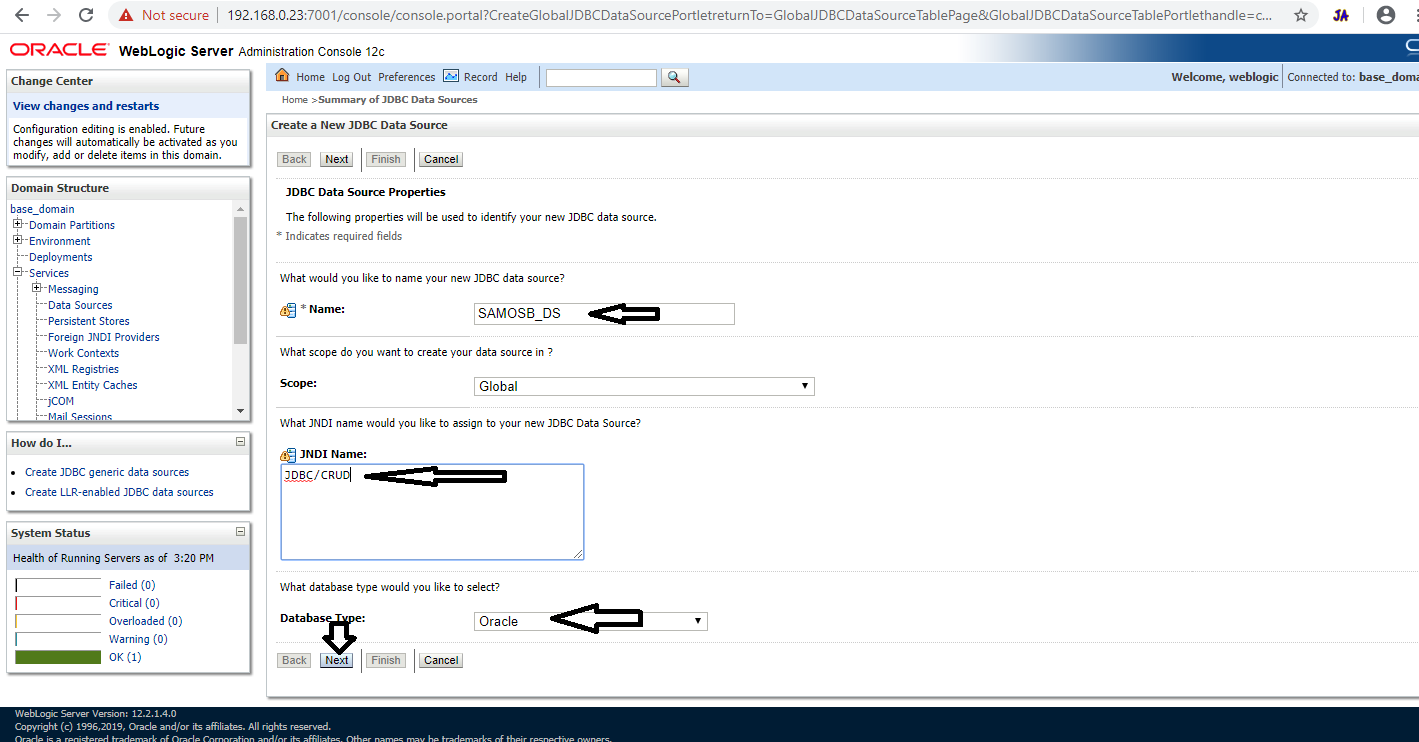 Not secure | 192.168.0.23:7001/console/console.portal?CreateGlobalJDBCDataSourcePortletreturnTo=GlobalJDBCDataSourceTablePage&GlobalJDBCDataSourceTablePortlethandle=c...
JA
ORACLE WebLogic Server Administration Console 12c
Change Center
View changes and restarts
Configuration editing is enabled. Future
changes will automatically be activated as you
modify, add or delete items in this domain.
Domain Structure
base_domain
Domain Partitions
Environment
Deployments
Services
Messaging
Data Sources
Persistent Stores
Foreign JNDI Providers
Work Contexts
XML Registries
XML Entity Caches
jCOM
Mail Sessions
How do I...
Create JDBC generic data sources
Create LLR-enabled JDBC data sources
System Status
Health of Running Servers as of 3:20 PM
Failed (0)
Critical (0)
Overloaded (0)
Warning (0)
OK (1)
Home Log Out Preferences Record Help
Welcome, weblogic Connected to: base_doma
Home >Summary of JDBC Data Sources
Create a New JDBC Data Source
Back Next Finish Cancel
JDBC Data Source Properties
The following properties will be used to identify your new JDBC data source.
* Indicates required fields
What would you like to name your new JDBC data source?
* Name: SAMOSB_DS
What scope do you want to create your data source in ?
Scope: Global
What JNDI name would you like to assign to your new JDBC Data Source?
JNDI Name:
JDBC/CRUD
What database type would you like to select?
Database Type: Oracle
Back Next Finish Cancel
WebLogic Server Version: 12.2.1.4.0
Copyright (c) 1996,2019, Oracle and/or its affiliates. All rights reserved.
Oracle is a registered trademark of Oracle Corporation and/or its affiliates. Other names may be trademarks of their respective owners.